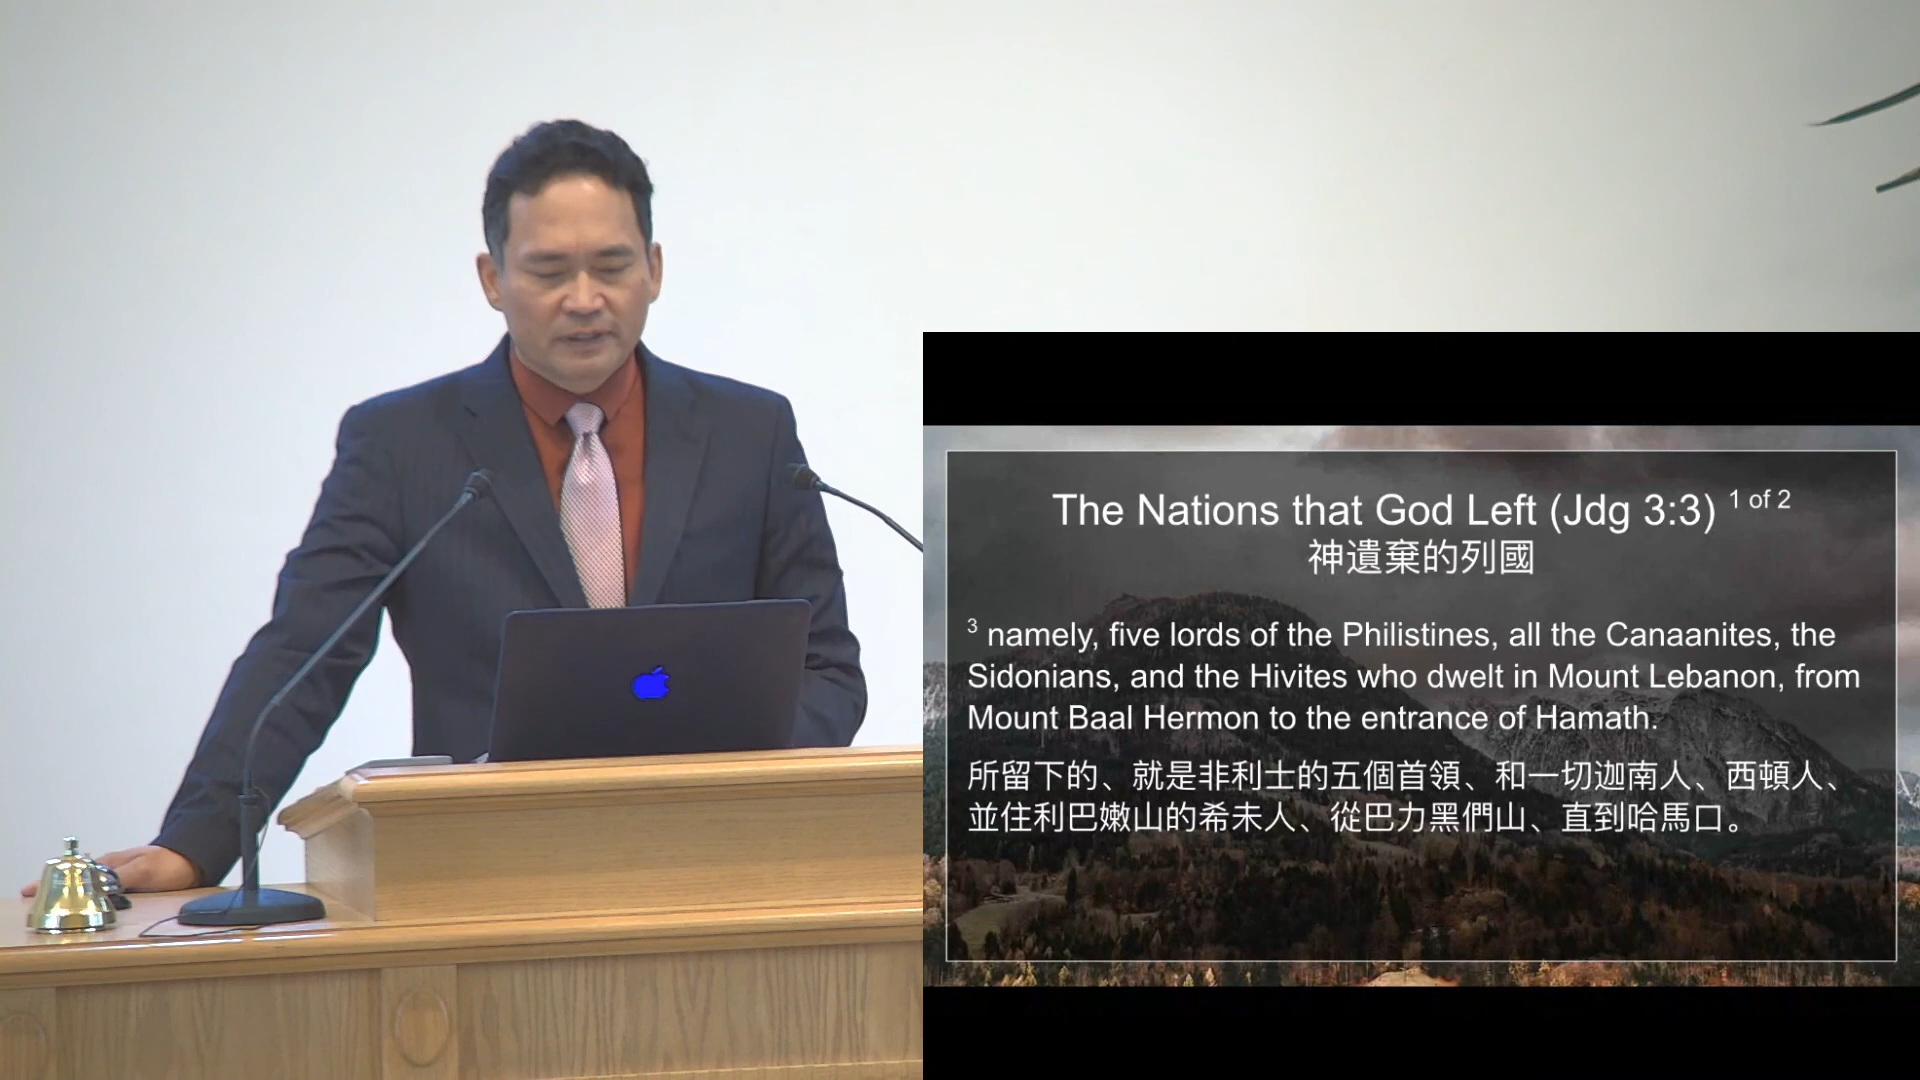 The Nations that God Left (Jdg 3:3) 1 of 2
神遺棄的列國
3 namely, five lords of the Philistines, all the Canaanites, the
Sidonians, and the Hivites who dwelt in Mount Lebanon, from
Mount Baal Hermon to the entrance of Hamath.
所留下的、就是非利士的五個首領、和一切迦南人、西頓人、
並住利巴嫩山的希未人、從巴力黑們山、直到哈馬口。